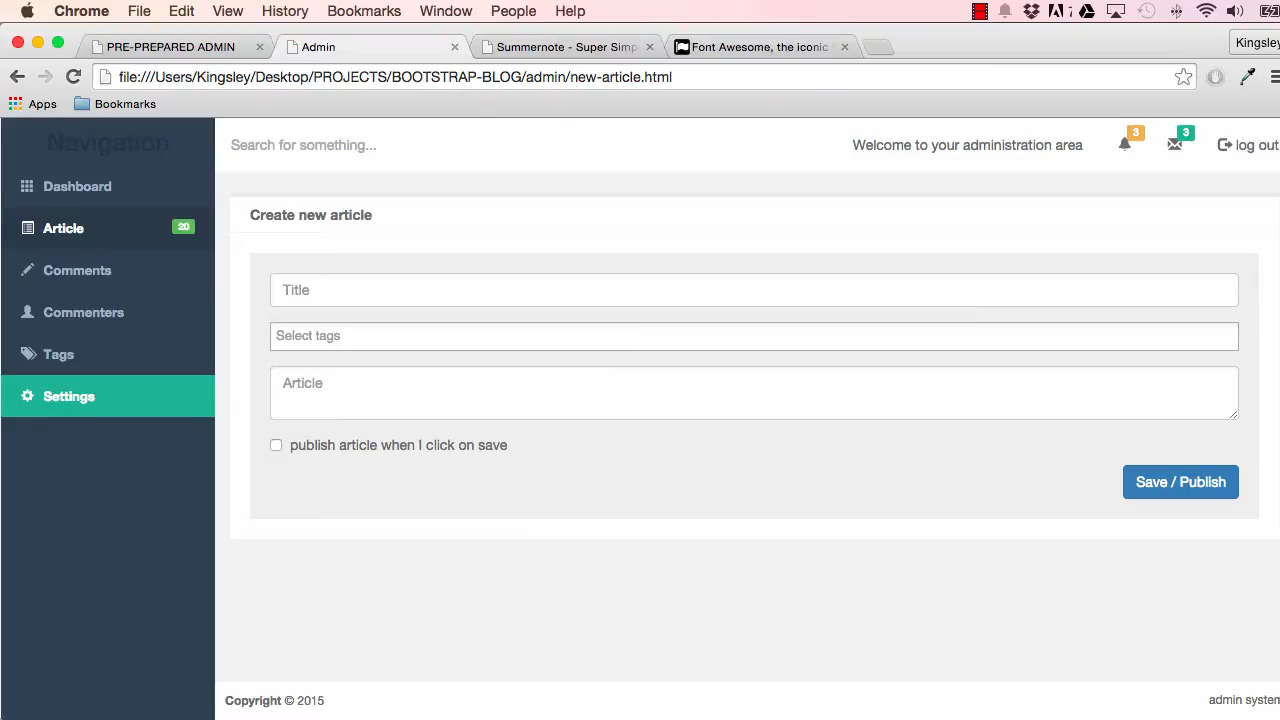 Chrome File Edit View History Bookmarks Window People Help
PRE-PREPARED ADMIN
Admin
Summernote - Super Simp
Font Awesome, the iconic
Kingsley
file:///Users/Kingsley/Desktop/PROJECTS/BOOTSTRAP-BLOG/admin/new-article.html
Apps Bookmarks
Navigation
Dashboard
Article 20
Comments
Commenters
Tags
Settings
Search for something...
Welcome to your administration area
3
3
log out
Create new article
Title
Select tags
Article
publish article when I click on save
Save / Publish
Copyright © 2015
admin system